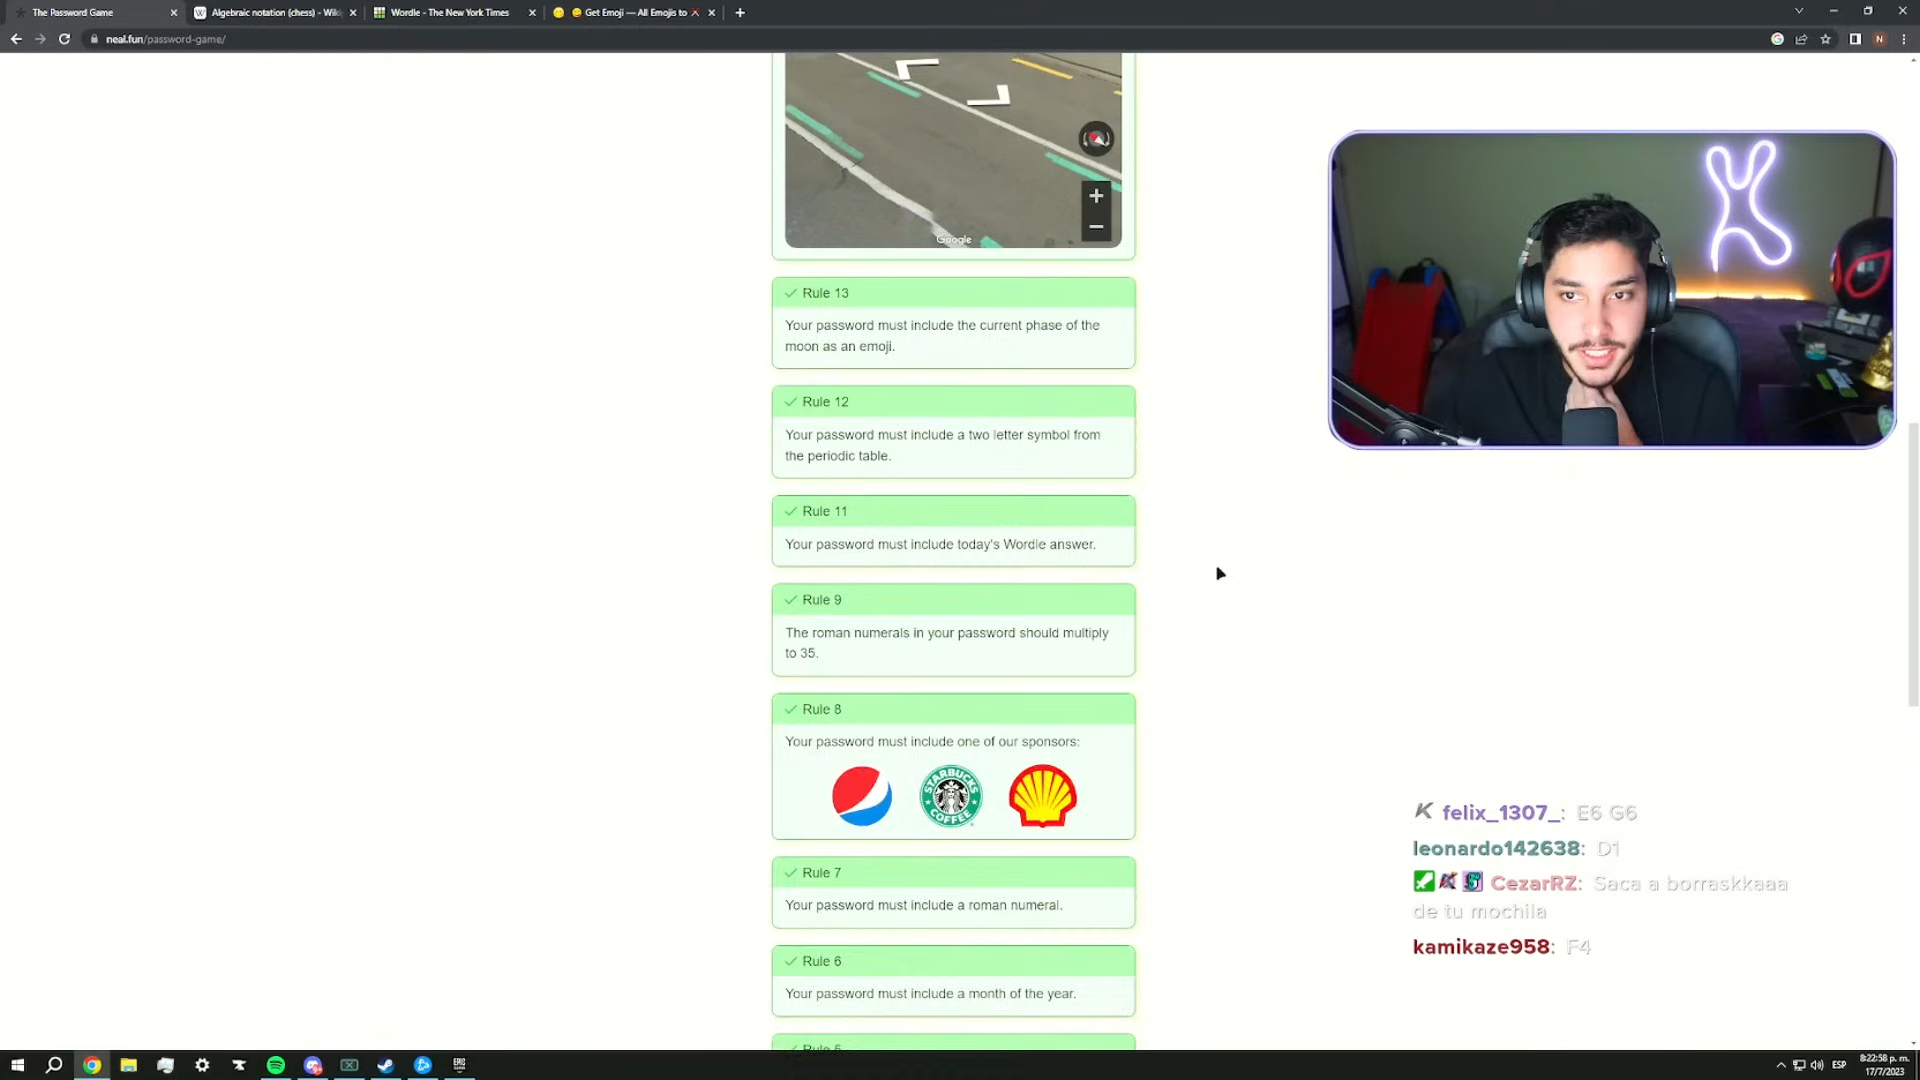 The Password Game
Algebraic notation (chess) - Wiki
Wordle - The New York Times
Get Emoji — All Emojis to
neal.fun/password-game/
N
Google
Rule 13
Your password must include the current phase of the
moon as an emoji.
Rule 12
Your password must include a two letter symbol from
the periodic table.
Rule 11
Your password must include today's Wordle answer.
Rule 9
The roman numerals in your password should multiply
to 35.
Rule 8
Your password must include one of our sponsors:
STARBUCKS
COFFEE
Rule 7
Your password must include a roman numeral.
Rule 6
Your password must include a month of the year.
Rule 5
felix_1307_: E6 G6
leonardo142638: D1
CezarRZ: Saca a borraskkaaa
de tu mochila
kamikaze958: F4
ESP
8:22:58 p. m.
17/7/2023